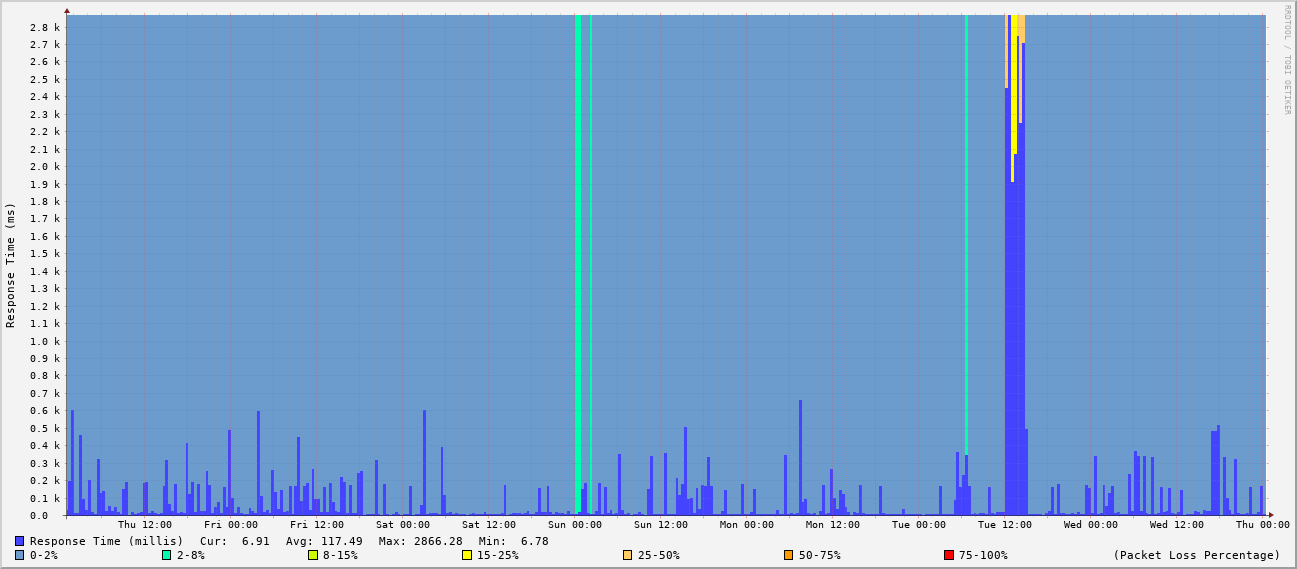 RRDTOOL / TOBI OETIKER
Response Time (ms)
2.8 k
2.7 k
2.6 k
2.5 k
2.4 k
2.3 k
2.2 k
2.1 k
2.0 k
1.9 k
1.8 k
1.7 k
1.6 k
1.5 k
1.4 k
1.3 k
1.2 k
1.1 k
1.0 k
0.9 k
0.8 k
0.7 k
0.6 k
0.5 k
0.4 k
0.3 k
0.2 k
0.1 k
0.0
Thu 12:00 Fri 00:00 Fri 12:00 Sat 00:00 Sat 12:00 Sun 00:00 Sun 12:00 Mon 00:00 Mon 12:00 Tue 00:00 Tue 12:00 Wed 00:00 Wed 12:00 Thu 00:00
Response Time (millis) Cur: 6.91 Avg: 117.49 Max: 2866.28 Min: 6.78
0-2% 2-8% 8-15% 15-25% 25-50% 50-75% 75-100% (Packet Loss Percentage)